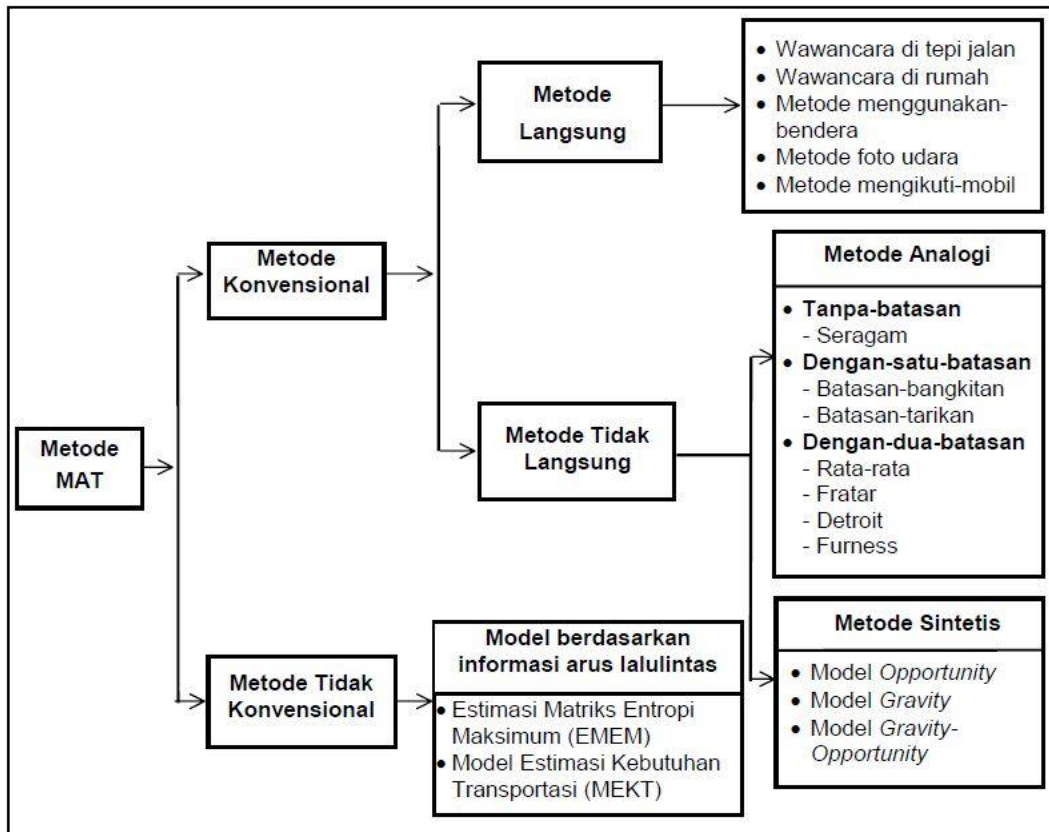 Metode
MAT
Metode
Konvensional
Metode
Langsung
• Wawancara di tepi jalan
• Wawancara di rumah
• Metode menggunakan-
bendera
• Metode foto udara
• Metode mengikuti-mobil
Metode Tidak
Langsung
Metode Analogi
• Tanpa-batasan
- Seragam
• Dengan-satu-batasan
- Batasan-bangkitan
- Batasan-tarikan
• Dengan-dua-batasan
- Rata-rata
- Fratar
- Detroit
- Furness
Metode Sintetis
• Model Opportunity
• Model Gravity
• Model Gravity-
Opportunity
Metode Tidak
Konvensional
Model berdasarkan
informasi arus lalulintas
• Estimasi Matriks Entropi
Maksimum (EMEM)
• Model Estimasi Kebutuhan
Transportasi (MEKT)